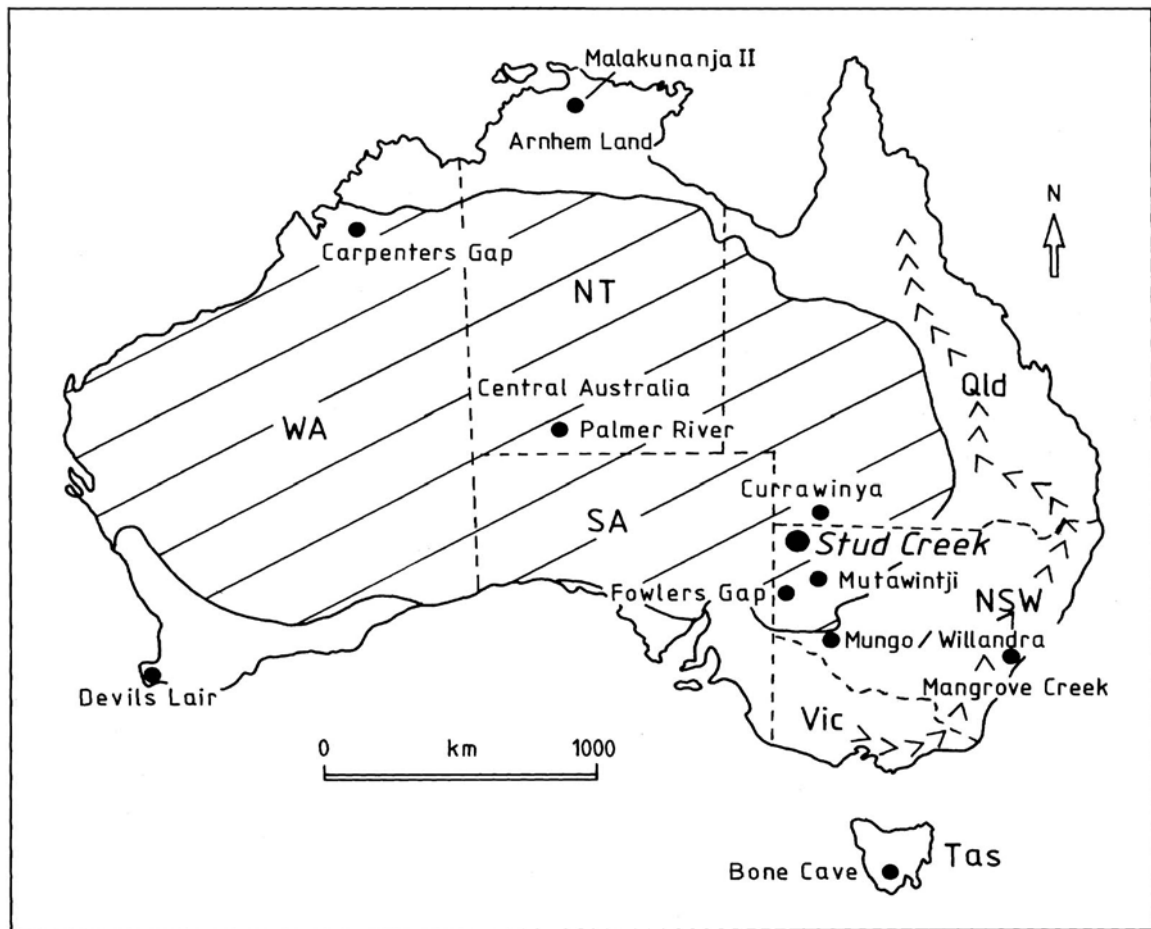 Malakunanja II
Arnhem Land
N
Carpenters Gap
NT
Central Australia
Qld
WA
Palmer River
Currawinya
SA
Stud Creek
Fowlers Gap
Mutawintji
NSW
Mungo/Willandra
Devils Lair
Mangrove Creek
Vic
0 km 1000
Tas
Bone Cave